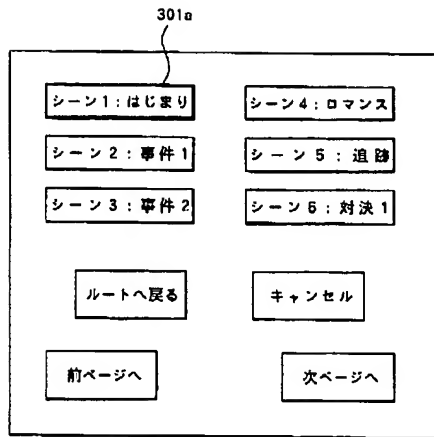 301a
シーン1:はじまり
シーン4:ロマンス
シーン2:事件1
シーン5:追跡
シーン3:事件2
シーン6:対決1
ルートへ戻る
キャンセル
前ページへ
次ページへ